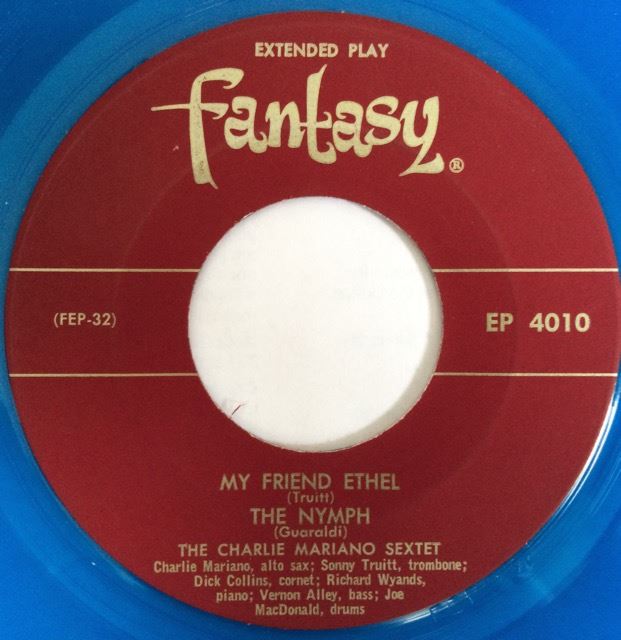 EXTENDED PLAY
fantasy®
(FEP-32)
EP 4010
MY FRIEND ETHEL
(Truitt)
THE NYMPH
(Guaraldi)
THE CHARLIE MARIANO SEXTET
Charlie Mariano, alto sax; Sonny Truitt, trombone;
Dick Collins, cornet; Richard Wyands,
piano; Vernon Alley, bass; Joe
MacDonald, drums